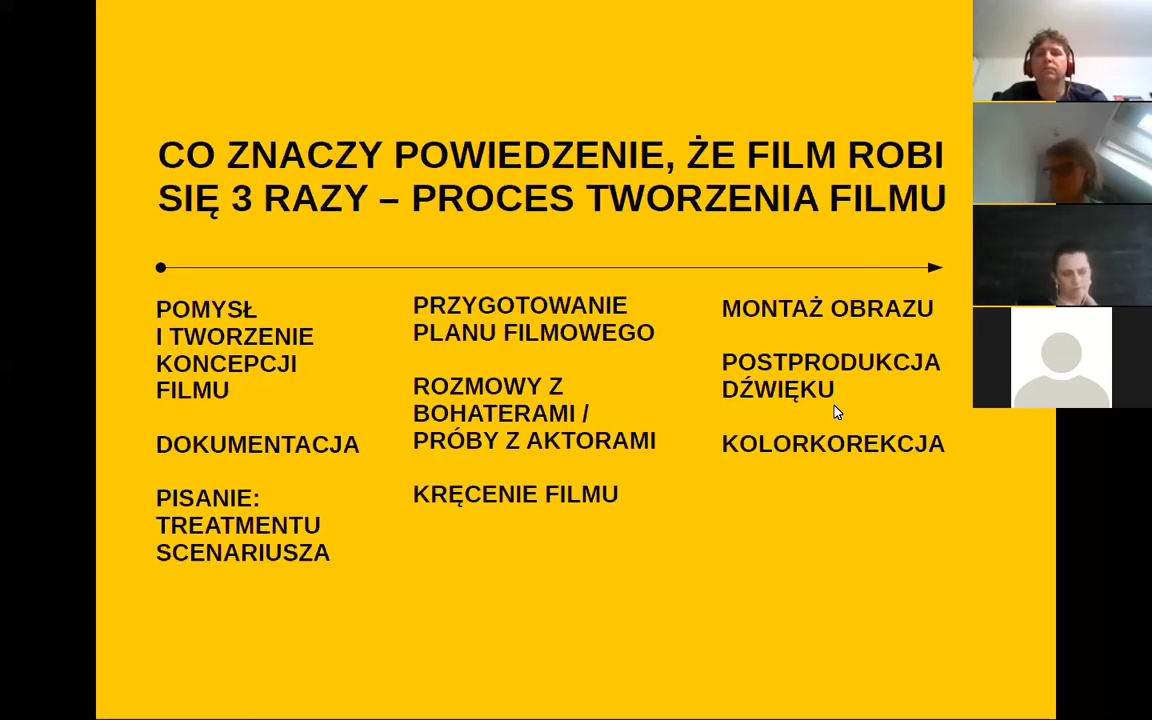 CO ZNACZY POWIEDZENIE, ŻE FILM ROBI
SIĘ 3 RAZY – PROCES TWORZENIA FILMU
POMYSŁ
I TWORZENIE
KONCEPCJI
FILMU
DOKUMENTACJA
PISANIE:
TREATMENTU
SCENARIUSZA
PRZYGOTOWANIE
PLANU FILMOWEGO
ROZMOWY Z
BOHATERAMI /
PRÓBY Z AKTORAMI
KRĘCENIE FILMU
MONTAŻ OBRAZU
POSTPRODUKCJA
DŹWIĘKU
KOLORKOREKCJA